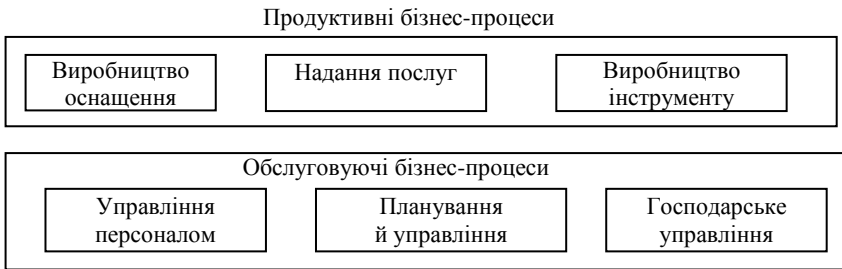 Продуктивні бізнес-процеси
Виробництво
оснащення
Надання послуг
Виробництво
інструменту
Обслуговуючі бізнес-процеси
Управління
персоналом
Планування
й управління
Господарське
управління